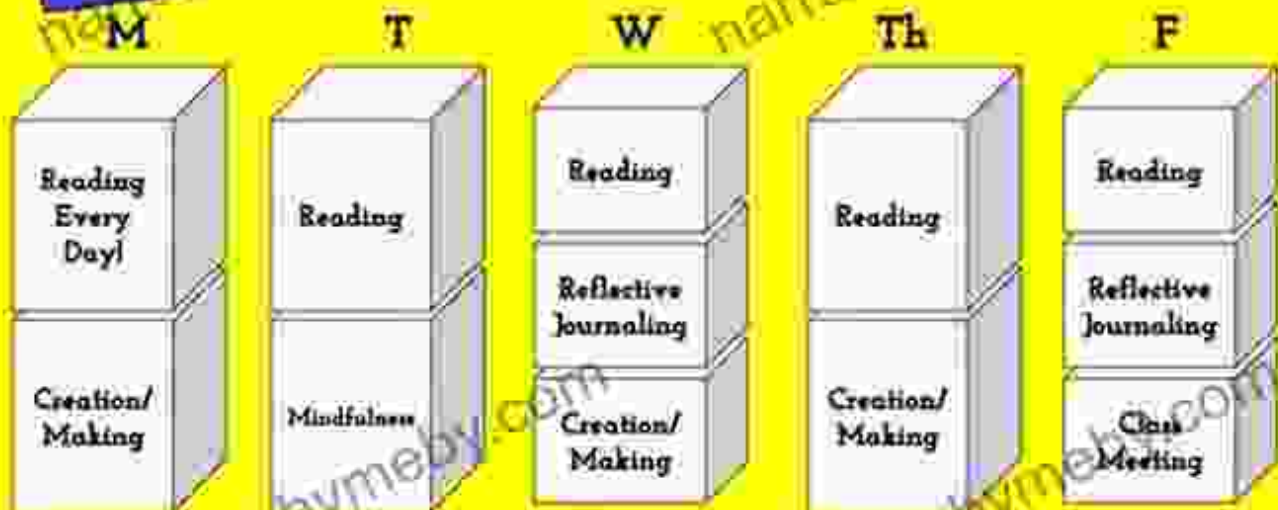 M
T
W
Th
F
Reading
Every
Day!
Creation/
Making
Reading
Mindfulness
Reading
Reflective
Journaling
Creation/
Making
Reading
Creation/
Making
Reading
Reflective
Journaling
Class
Meeting